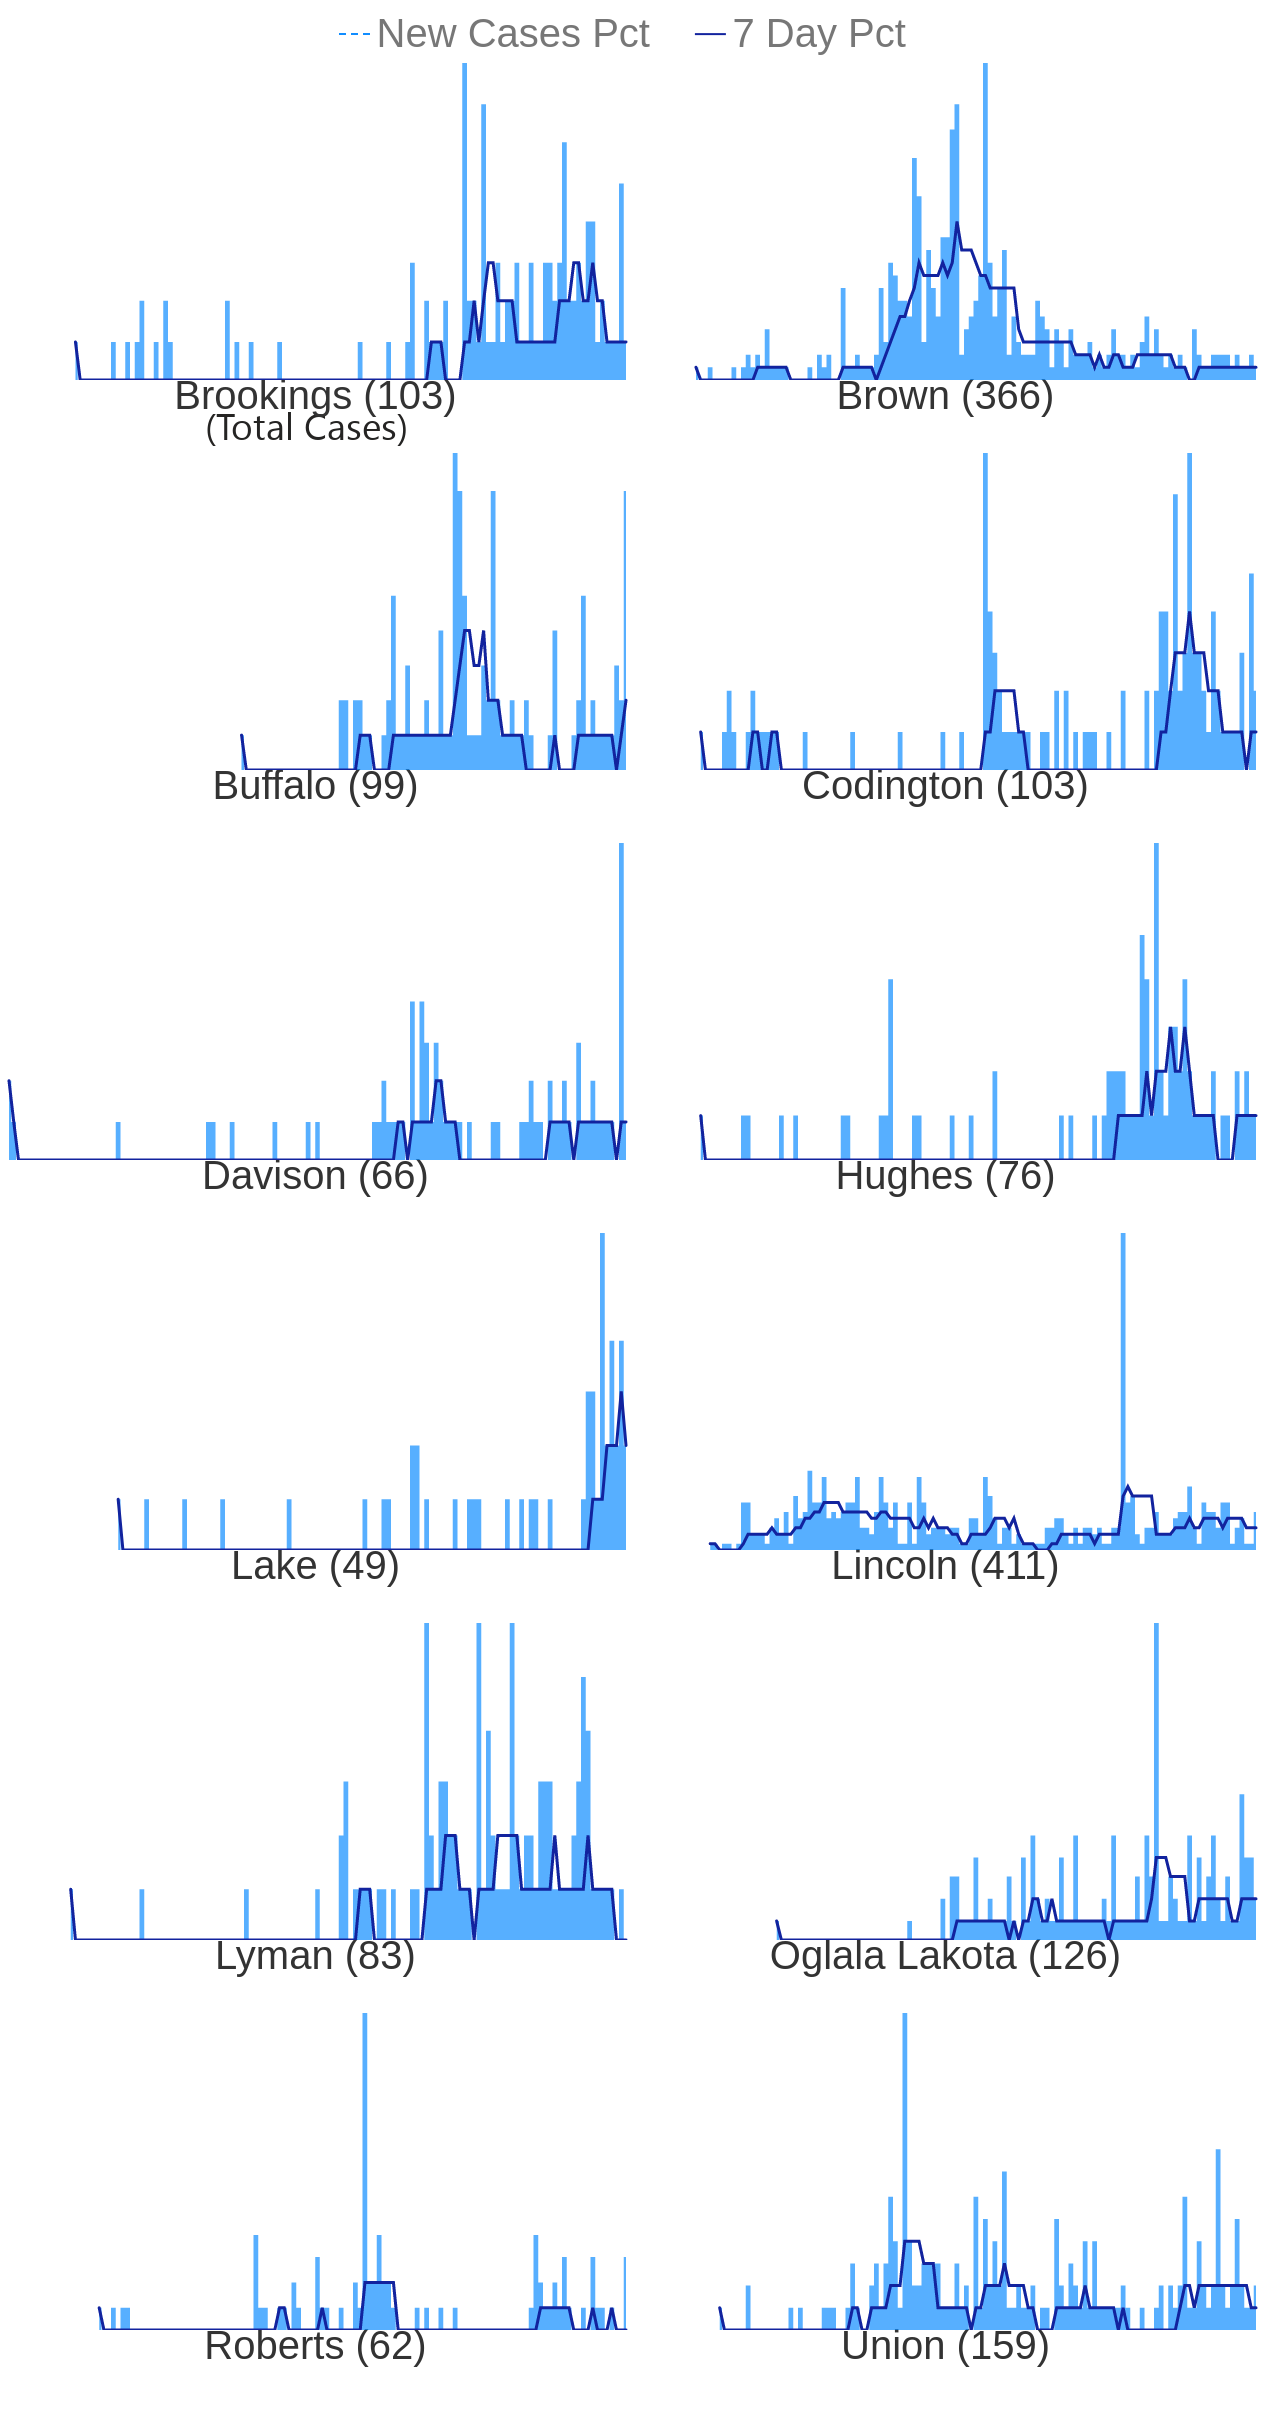 New Cases Pct 7 Day Pct
Brookings (103) Brown (366)
(Total Cases)
Buffalo (99) Codington (103)
Davison (66) Hughes (76)
Lake (49) Lincoln (411)
Lyman (83) Oglala Lakota (126)
Roberts (62) Union (159)